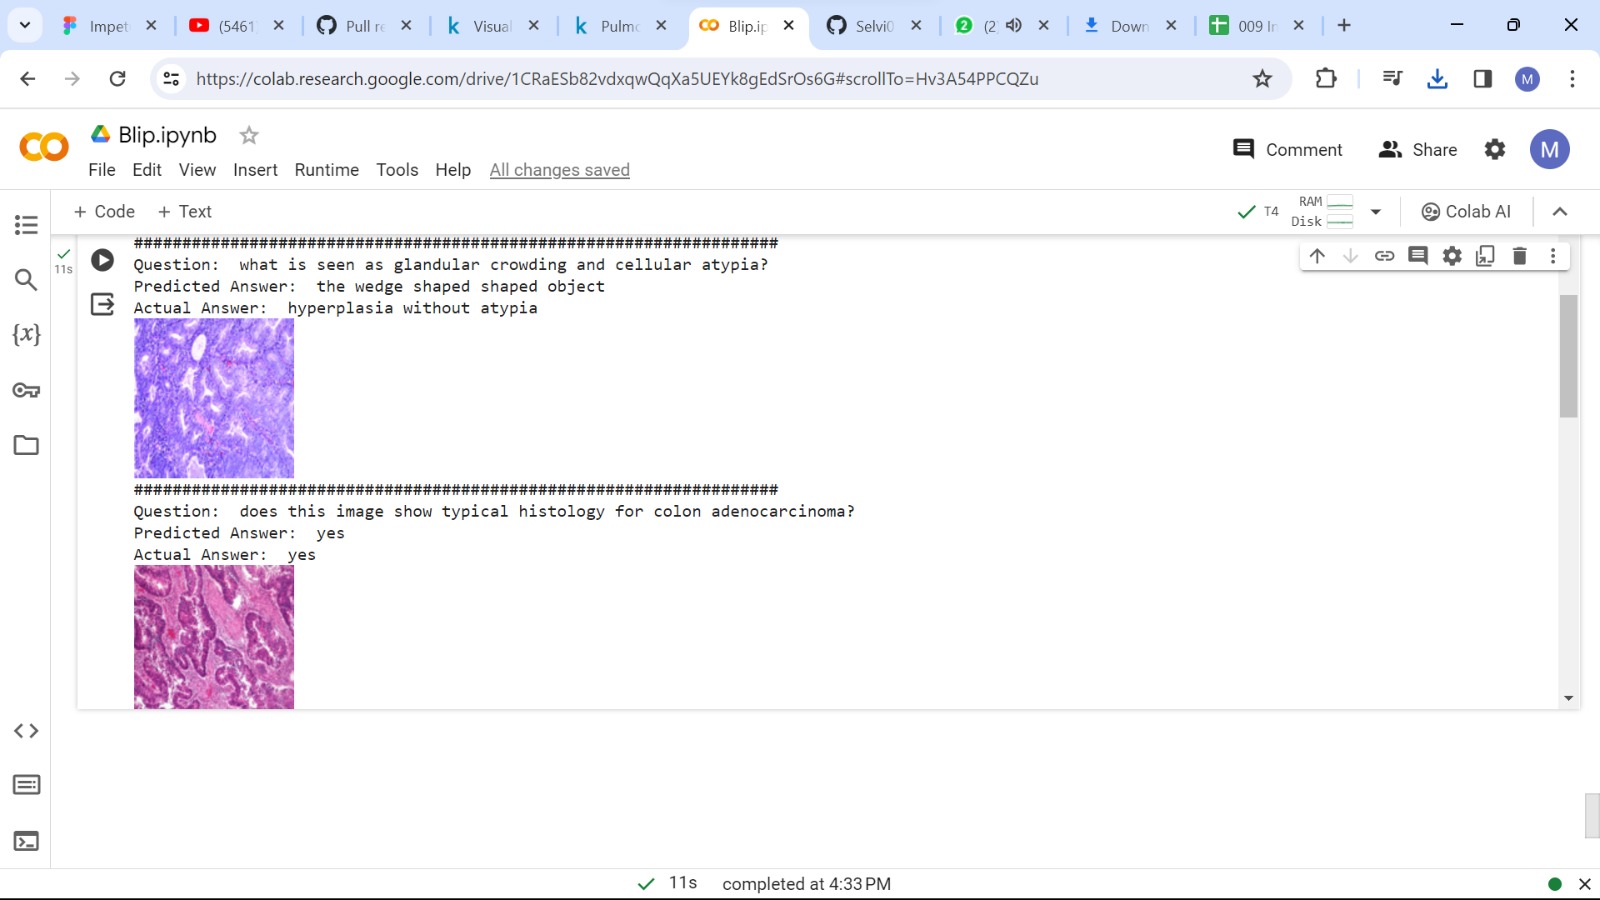 Impet
(5461
Pull re
Visual
Pulmo
Blip.ip
Selvi0
2
(2
Down
009 In
https://colab.research.google.com/drive/1CRaESb82vdxqwQqXa5UEYk8gEdSrOs6G#scrollTo=Hv3A54PPCQZu
M
Blip.ipynb
Comment
Share
M
File Edit View Insert Runtime Tools Help All changes saved
+ Code + Text
T4
RAM
Disk
Colab AI
11s
###################################################################
Question: what is seen as glandular crowding and cellular atypia?
Predicted Answer: the wedge shaped shaped object
Actual Answer: hyperplasia without atypia
###################################################################
Question: does this image show typical histology for colon adenocarcinoma?
Predicted Answer: yes
Actual Answer: yes
{x}
11s completed at 4:33 PM